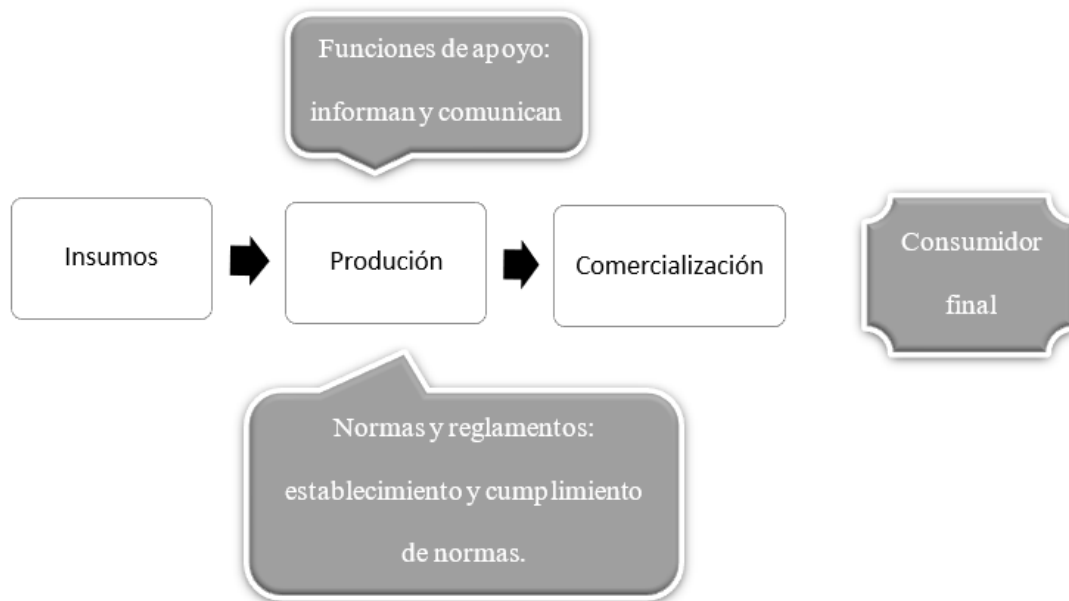 Funciones de apoyo:
informan y comunican
Insumos
Produción
Comercialización
Consumidor
final
Normas y reglamentos:
establecimiento y cumplimiento
de normas.